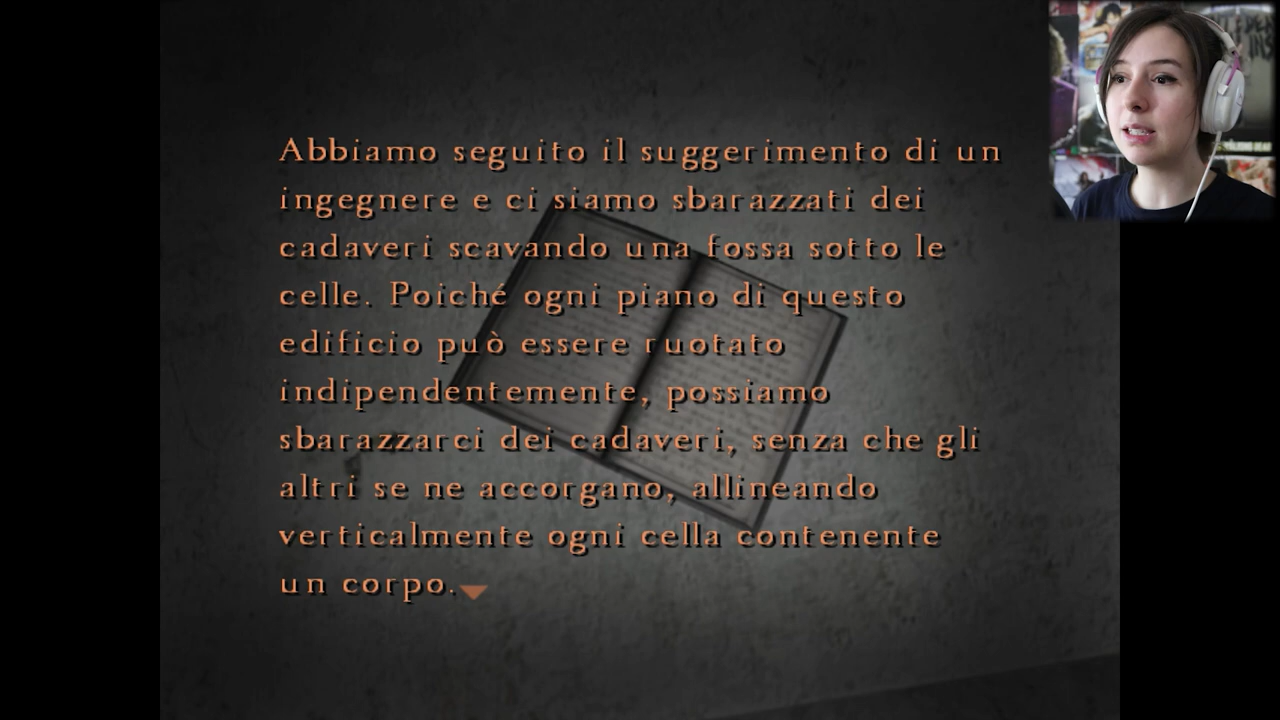 Abbiamo seguito il suggerimento di un
ingegnere e ci siamo sbarazzati dei
cadaveri scavando una fossa sotto le
celle. Poiché ogni piano di questo
edificio può essere ruotato
indipendentemente, possiamo
sbarazzarci dei cadaveri, senza che gli
altri se ne accorgano, allineando
verticalmente ogni cella contenente
un corpo.